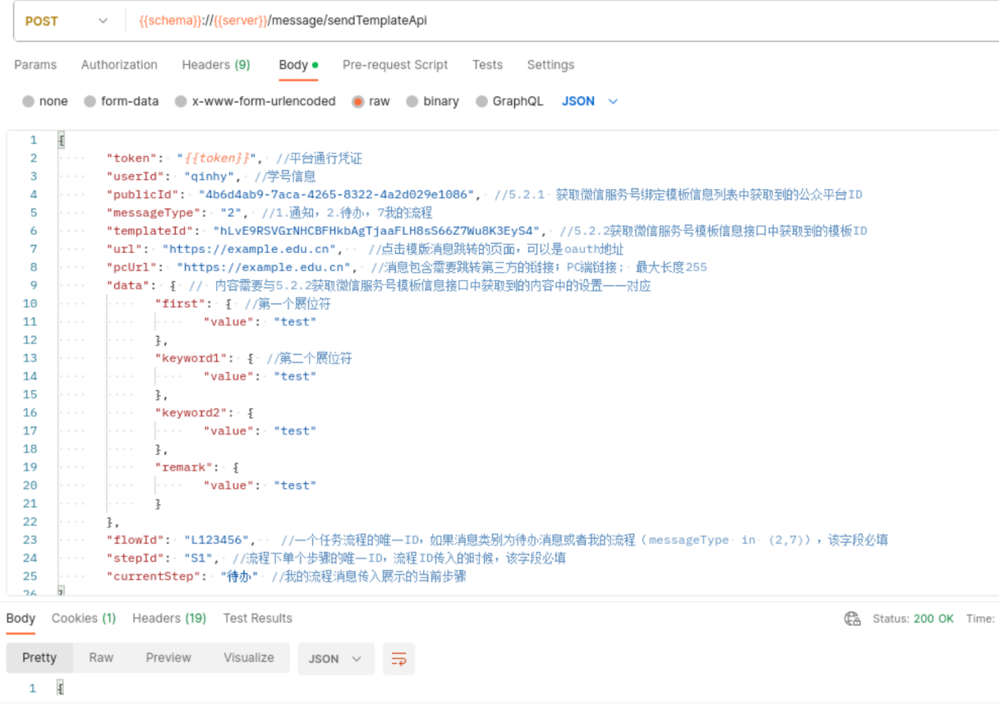 POST {{schema}}://{{server}}/message/sendTemplateApi
Params Authorization Headers (9) Body Pre-request Script Tests Settings
none form-data x-www-form-urlencoded raw binary GraphQL JSON
1 {
2 "token": "{{token}}", //平台通行凭证
3 "userId": "qinhy", //学号信息
4 "publicId": "4b6d4ab9-7aca-4265-8322-4a2d029e1086", //5.2.1 获取微信服务号绑定模板信息列表中获取到的公众平台ID
5 "messageType": "2", //1.通知，2.待办，7我的流程
6 "templateId": "hLvE9RSVGrNHCBFHkbAgTjaaFLH8sS66Z7Wu8K3EyS4", //5.2.2获取微信服务号模板信息接口中获取到的模板ID
7 "url": "https://example.edu.cn", //点击模版消息跳转的页面，可以是oauth地址
8 "pcUrl": "https://example.edu.cn", //消息包含需要跳转第三方的链接；PC端链接； 最大长度255
9 "data": { // 内容需要与5.2.2获取微信服务号模板信息接口中获取到的内容中的设置一一对应
10 "first": { //第一个展位符
11 "value": "test"
12 },
13 "keyword1": { //第二个展位符
14 "value": "test"
15 },
16 "keyword2": {
17 "value": "test"
18 },
19 "remark": {
20 "value": "test"
21 }
22 },
23 "flowId": "L123456", //一个任务流程的唯一ID，如果消息类别为待办消息或者我的流程（messageType in (2,7)），该字段必填
24 "stepId": "S1", //流程下单个步骤的唯一ID，流程ID传入的时候，该字段必填
25 "currentStep": "待办" //我的流程消息传入展示的当前步骤
26 }
Body Cookies (1) Headers (19) Test Results Status: 200 OK Time:
Pretty Raw Preview Visualize JSON
1 {